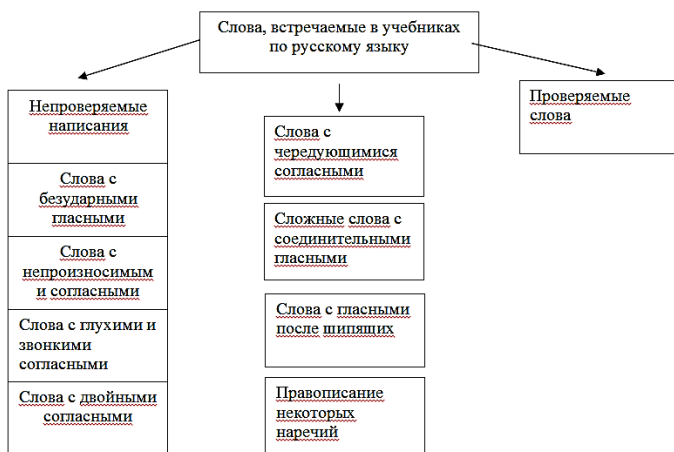 Слова, встречаемые в учебниках
по русскому языку
Непроверяемые
написания
Слова с
безударными
гласными
Слова с
непроизносимым
и согласными
Слова с глухими и
звонкими
согласными
Слова с двойными
согласными
Слова с
чередующимися
согласными
Сложные слова с
соединительными
гласными
Слова с гласными
после шипящих
Правописание
некоторых
наречий
Проверяемые
слова